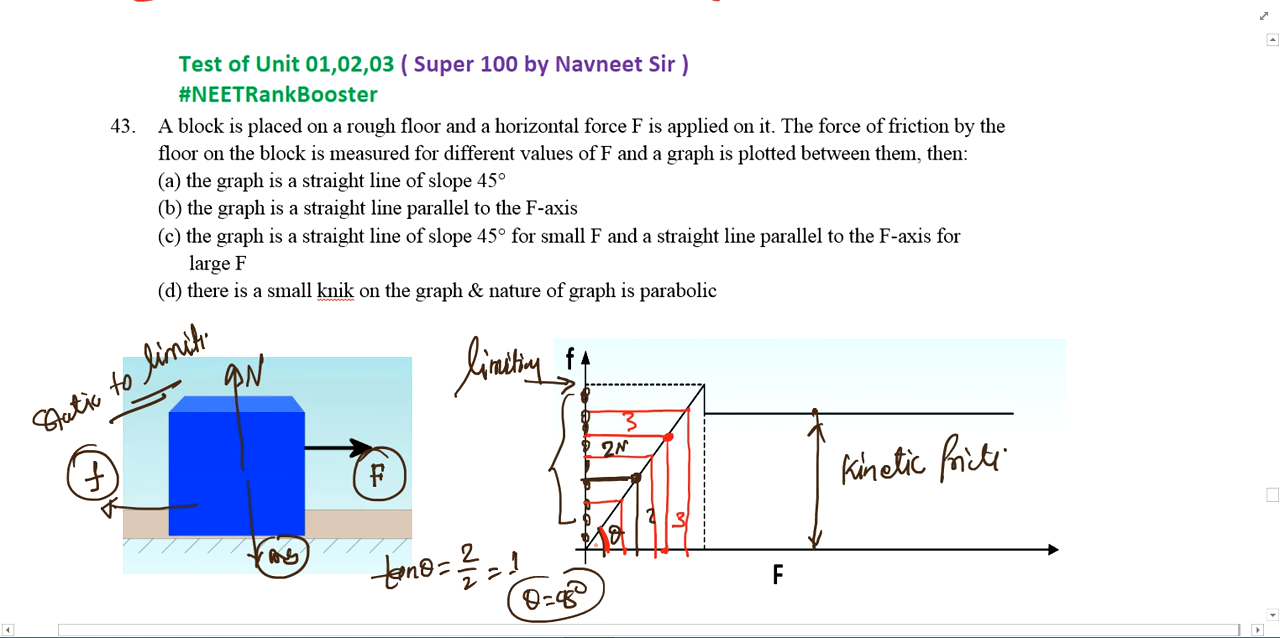 Test of Unit 01,02,03 ( Super 100 by Navneet Sir )
#NEETRankBooster
43. A block is placed on a rough floor and a horizontal force F is applied on it. The force of friction by the
floor on the block is measured for different values of F and a graph is plotted between them, then:
(a) the graph is a straight line of slope 45°
(b) the graph is a straight line parallel to the F-axis
(c) the graph is a straight line of slope 45° for small F and a straight line parallel to the F-axis for
large F
(d) there is a small knik on the graph & nature of graph is parabolic
Static to limiti.
N
f
F
mg
limiting
f
3
2N
2
3
θ
Kinetic fricti.
F
tanθ = 2/2 = 1
θ=45°